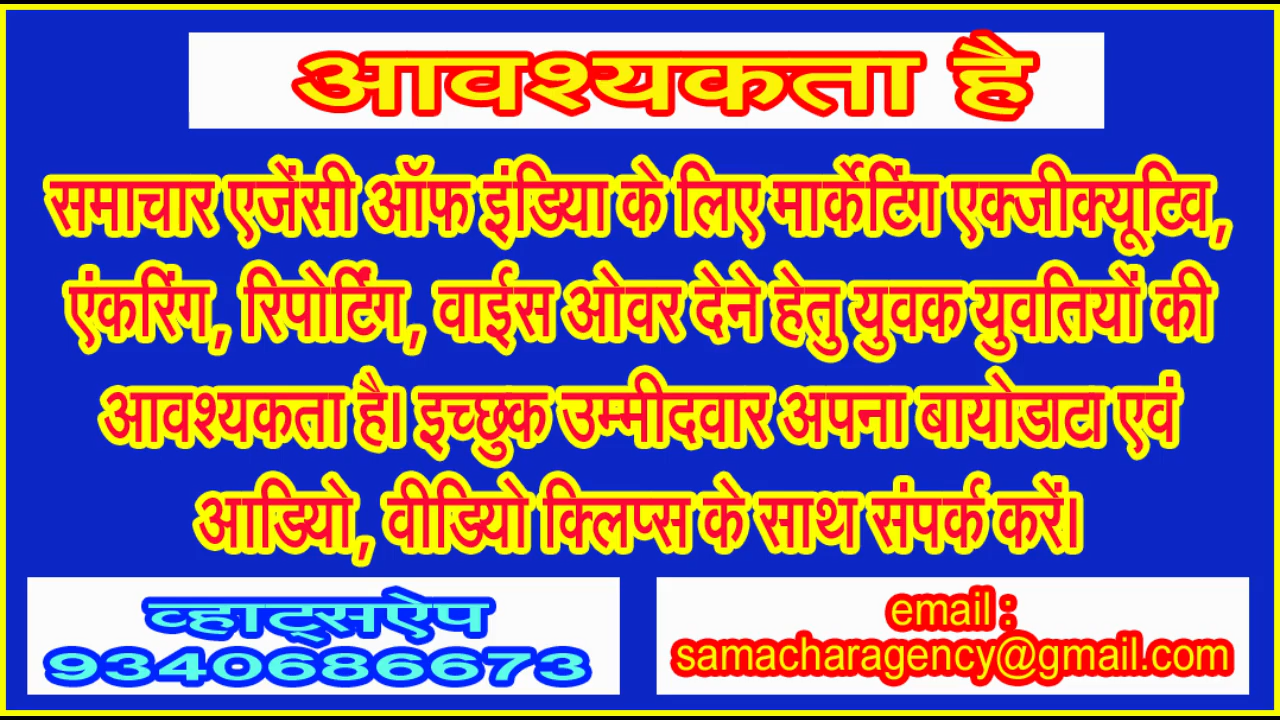 आवश्यकता है
समाचार एजेंसी ऑफ इंडिया के लिए मार्केटिंग एक्जीक्यूटिव,
एंकरिंग, रिपोर्टिंग, वाईस ओवर देने हेतु युवक युवतियों की
आवश्यकता है। इच्छुक उम्मीदवार अपना बायोडाटा एवं
आडियो, वीडियो क्लिप्स के साथ संपर्क करें।
व्हाट्सऐप
9340686673
email :
samacharagency@gmail.com